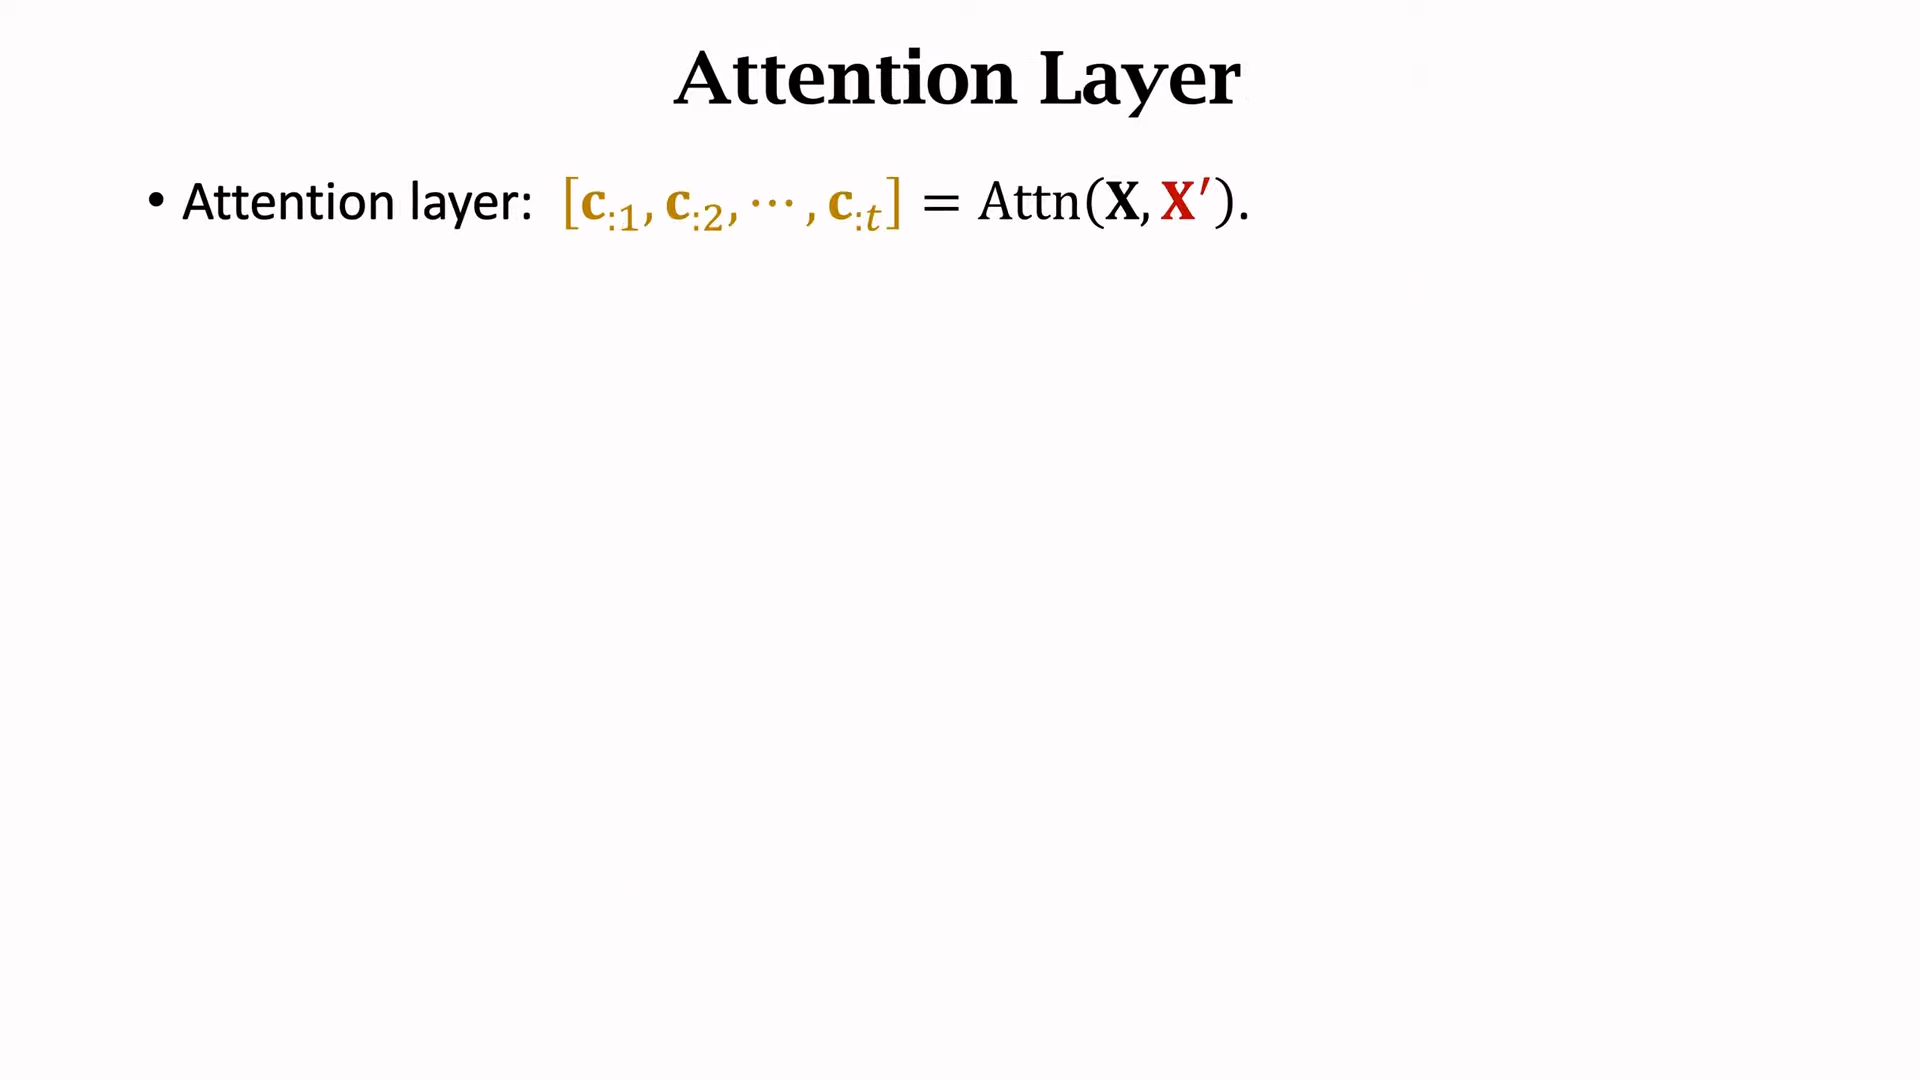 Attention Layer
• Attention layer: [𝐜:1, 𝐜:2, ⋯, 𝐜:t] = Attn(𝐗, 𝐗′).